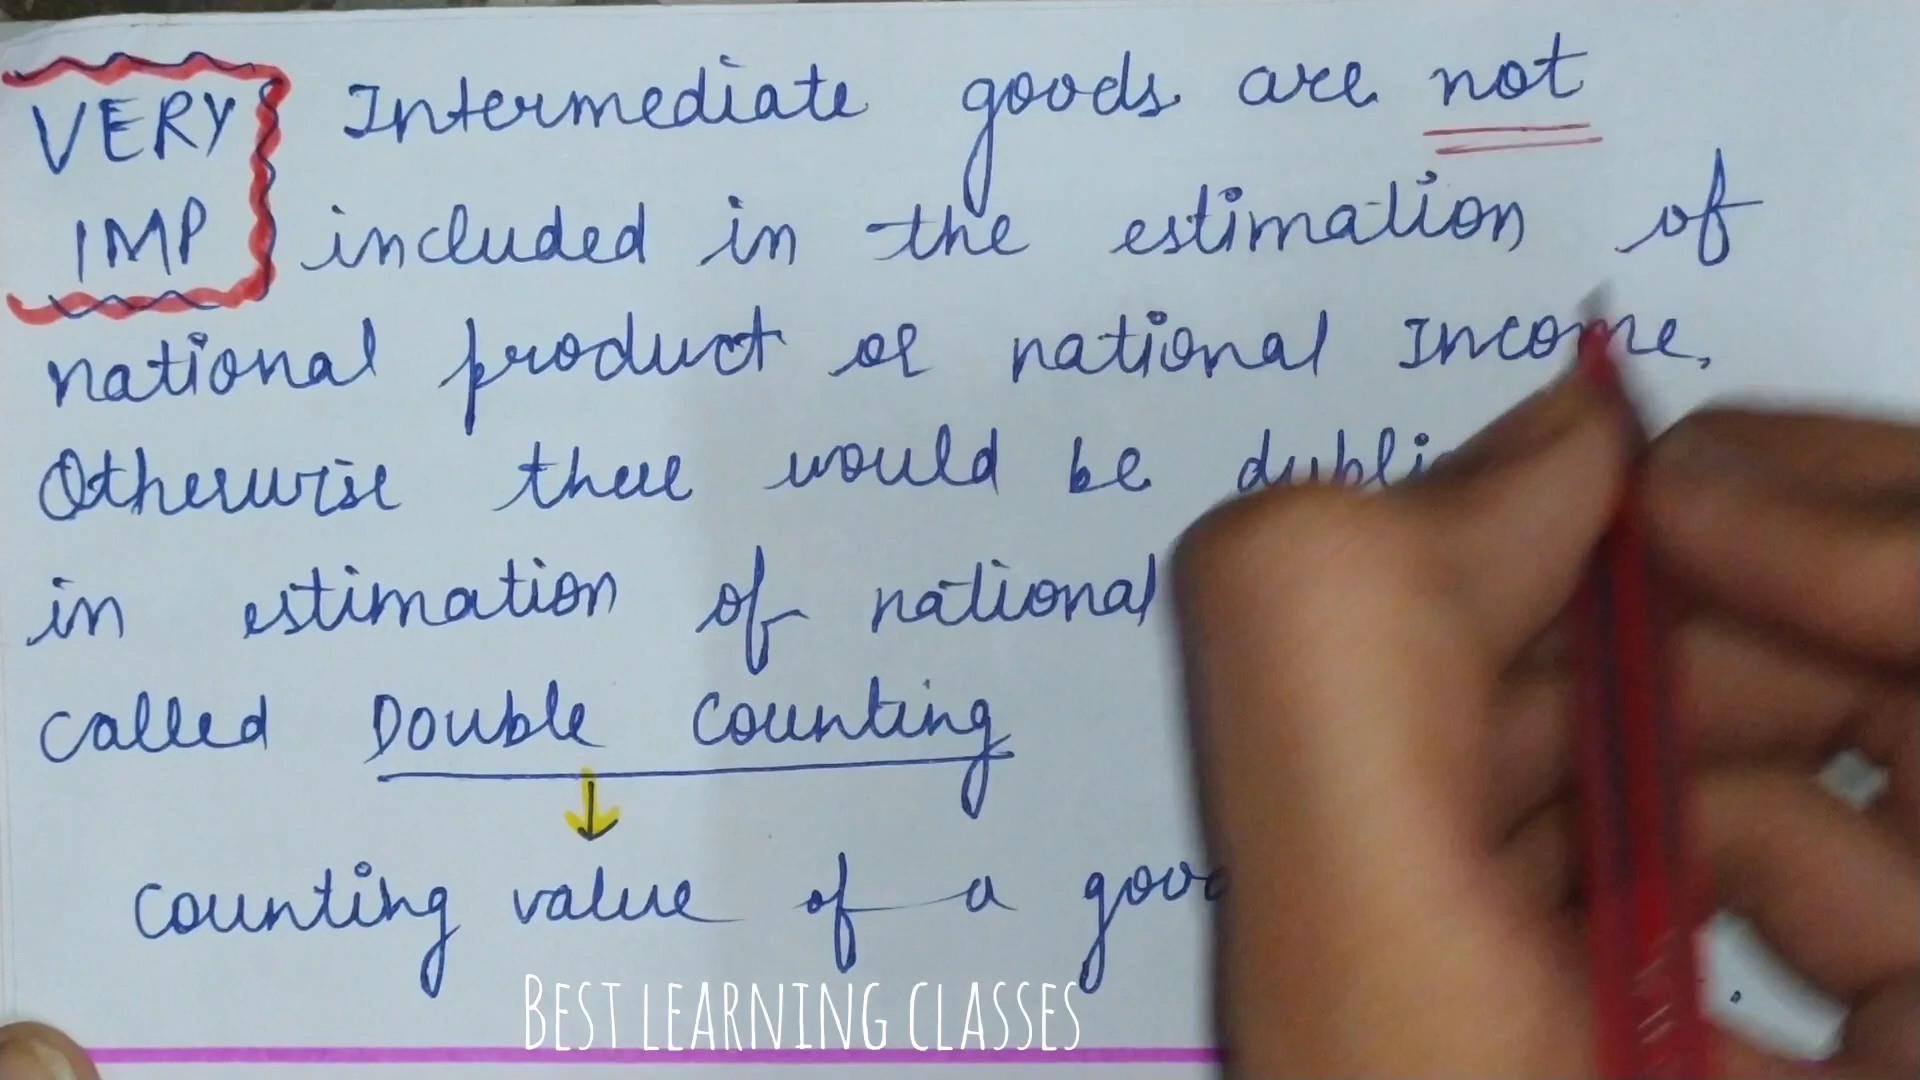 VERY
IMP
Intermediate goods are not
included in the estimation of
national product or national Income,
Otherwise there would be
in estimation of national
called Double counting
↓
counting value of a
BEST LEARNING CLASSES